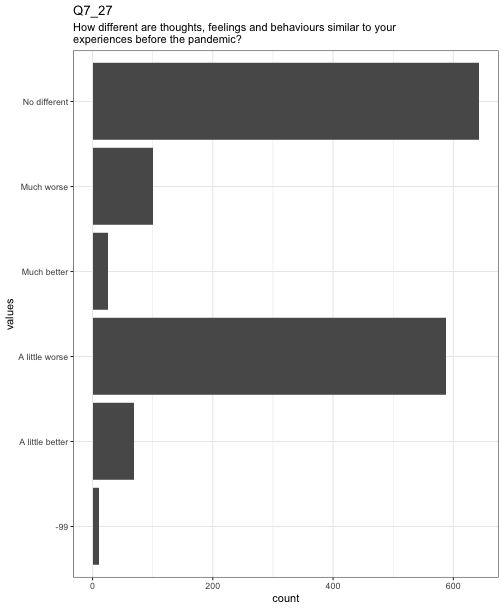 Q7_27
How different are thoughts, feelings and behaviours similar to your
experiences before the pandemic?
No different
Much worse
Much better
A little worse
A little better
-99
values
0 200 400 600
count